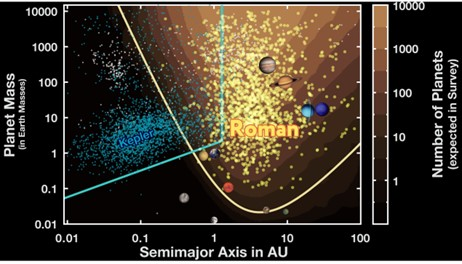 10000
1000
100
10
1
0.1
0.01
Planet Mass
(in Earth Masses)
Kepler
Roman
0.01
0.1
1
10
100
Semimajor Axis in AU
10000
1000
100
10
1
Number of Planets
(expected in Survey)